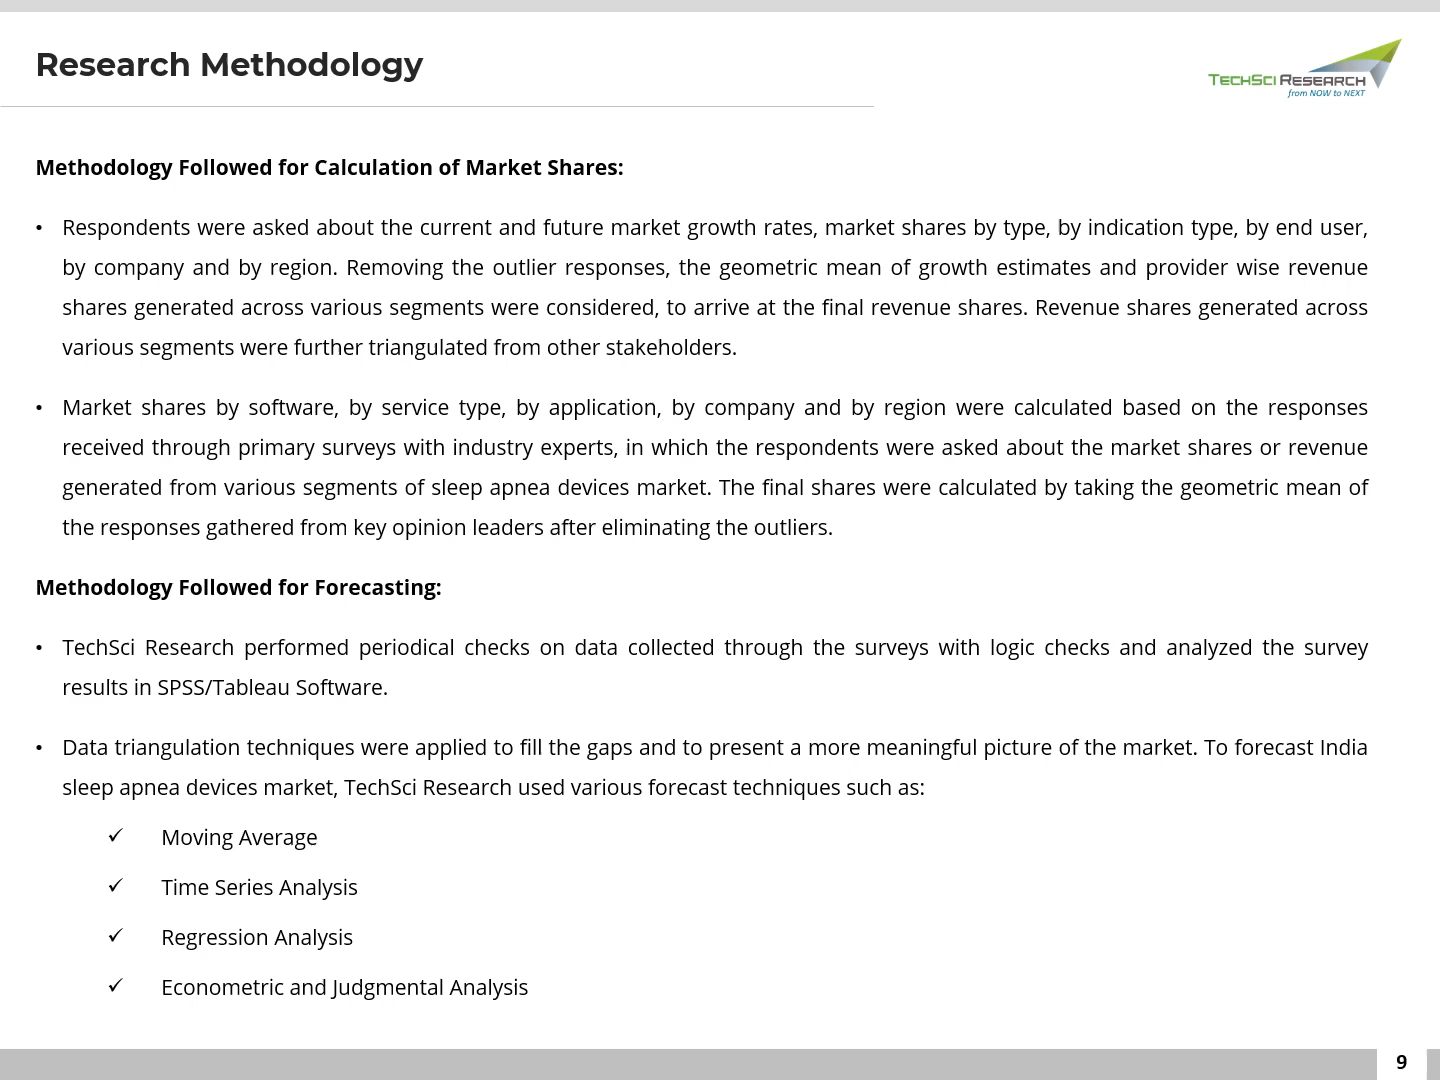 Research Methodology
TECHSCI RESEARCH
from NOW to NEXT
Methodology Followed for Calculation of Market Shares:
• Respondents were asked about the current and future market growth rates, market shares by type, by indication type, by end user,
by company and by region. Removing the outlier responses, the geometric mean of growth estimates and provider wise revenue
shares generated across various segments were considered, to arrive at the final revenue shares. Revenue shares generated across
various segments were further triangulated from other stakeholders.
• Market shares by software, by service type, by application, by company and by region were calculated based on the responses
received through primary surveys with industry experts, in which the respondents were asked about the market shares or revenue
generated from various segments of sleep apnea devices market. The final shares were calculated by taking the geometric mean of
the responses gathered from key opinion leaders after eliminating the outliers.
Methodology Followed for Forecasting:
• TechSci Research performed periodical checks on data collected through the surveys with logic checks and analyzed the survey
results in SPSS/Tableau Software.
• Data triangulation techniques were applied to fill the gaps and to present a more meaningful picture of the market. To forecast India
sleep apnea devices market, TechSci Research used various forecast techniques such as:
✓ Moving Average
✓ Time Series Analysis
✓ Regression Analysis
✓ Econometric and Judgmental Analysis
9